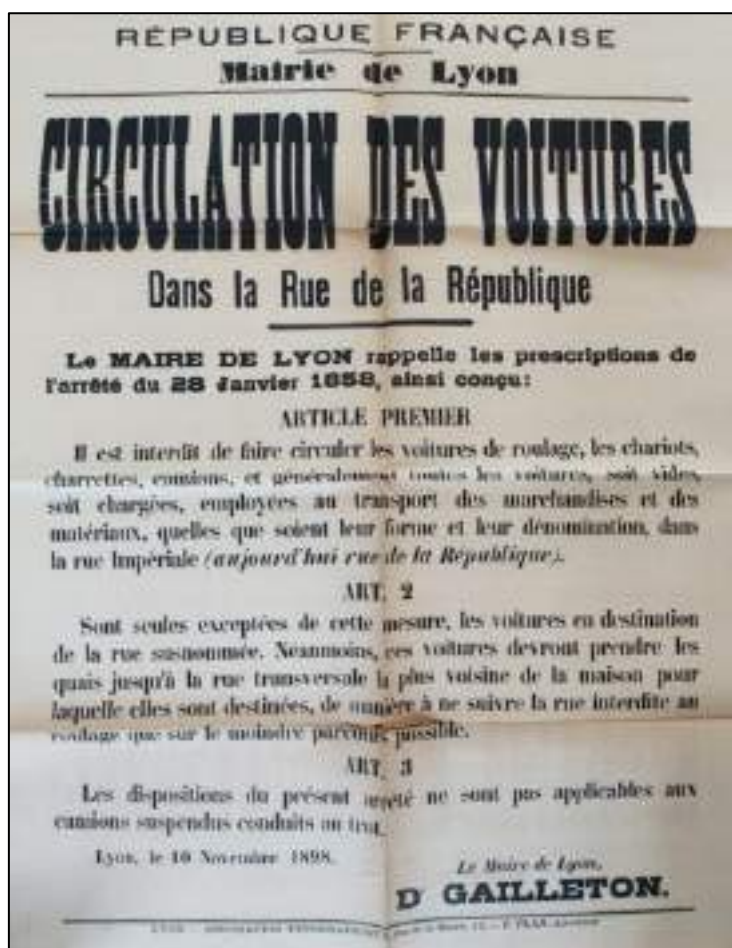 RÉPUBLIQUE FRANÇAISE
Mairie de Lyon
CIRCULATION DES VOITURES
Dans la Rue de la République
Le MAIRE DE LYON rappelle les prescriptions de
l'arrêté du 28 Janvier 1858, ainsi conçu:
ARTICLE PREMIER
Il est interdit de faire circuler les voitures de roulage, les chariots,
charrettes, camions, et généralement toutes les voitures, soit vides,
soit chargées, employées au transport des marchandises et des
matériaux, quelles que soient leur forme et leur dénomination, dans
la rue Impériale (aujourd'hui rue de la République).
ART. 2
Sont seules exceptées de cette mesure, les voitures en destination
de la rue susnommée. Néanmoins, ces voitures devront prendre les
quais jusqu'à la rue transversale la plus voisine de la maison pour
laquelle elles sont destinées, de manière à ne suivre la rue interdite au
roulage que sur le moindre parcours possible.
ART. 3
Les dispositions du présent arrêté ne sont pas applicables aux
camions suspendus conduits au trot.
Lyon, le 10 Novembre 1898.
Le Maire de Lyon,
Dr GAILLETON.
LYON